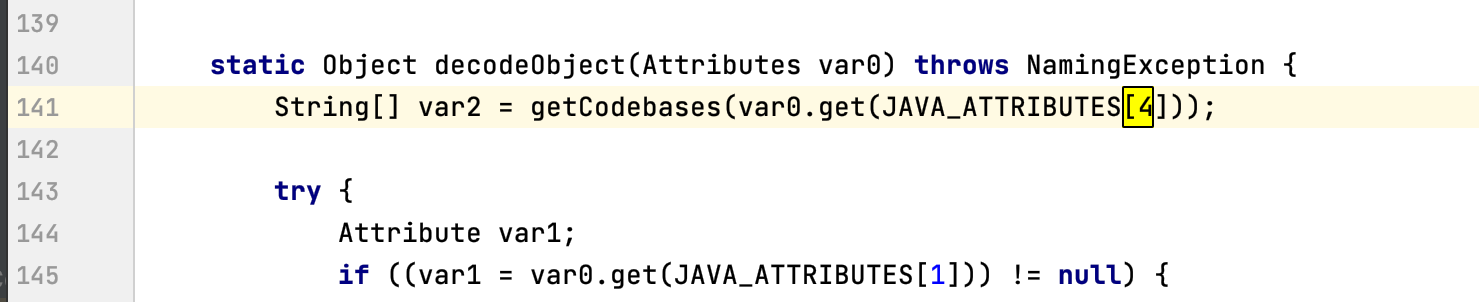 139
140 static Object decodeObject(Attributes var0) throws NamingException {
141 String[] var2 = getCodebases(var0.get(JAVA_ATTRIBUTES[4]));
142
143 try {
144 Attribute var1;
145 if ((var1 = var0.get(JAVA_ATTRIBUTES[1])) != null) {